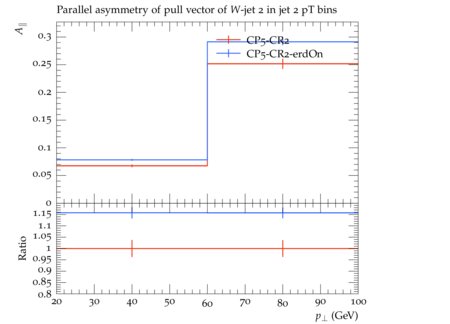 Parallel asymmetry of pull vector of W-jet 2 in jet 2 pT bins
A∥
0.3
0.25
0.2
0.15
0.1
0.05
0
CP5-CR2
CP5-CR2-erdOn
Ratio
1.15
1.1
1.05
1
0.95
0.9
0.85
0.8
20 30 40 50 60 70 80 90 100
p⊥ (GeV)